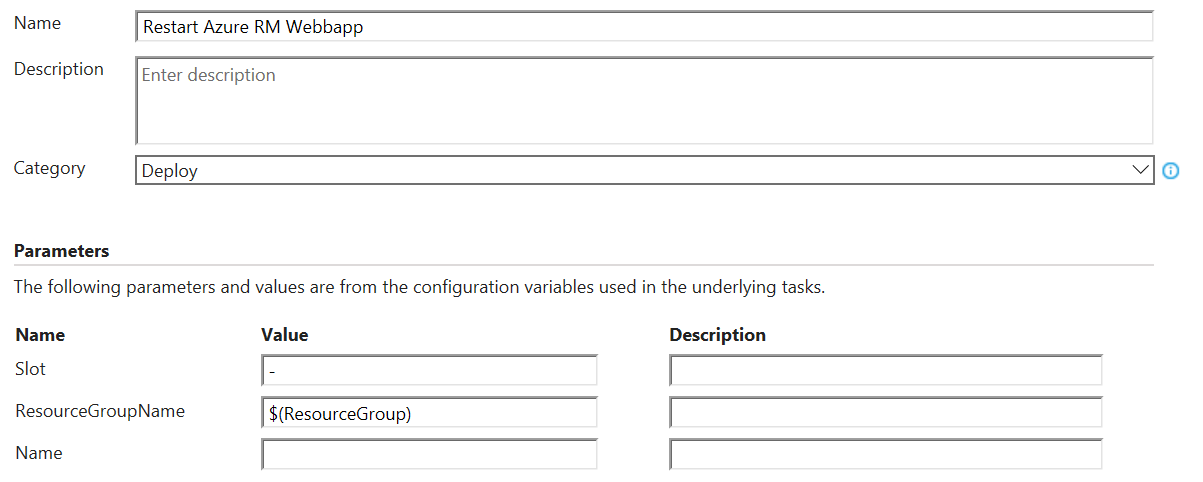 Name Restart Azure RM Webbapp
Description Enter description
Category Deploy
Parameters
The following parameters and values are from the configuration variables used in the underlying tasks.
Name Value Description
Slot -
ResourceGroupName $(ResourceGroup)
Name